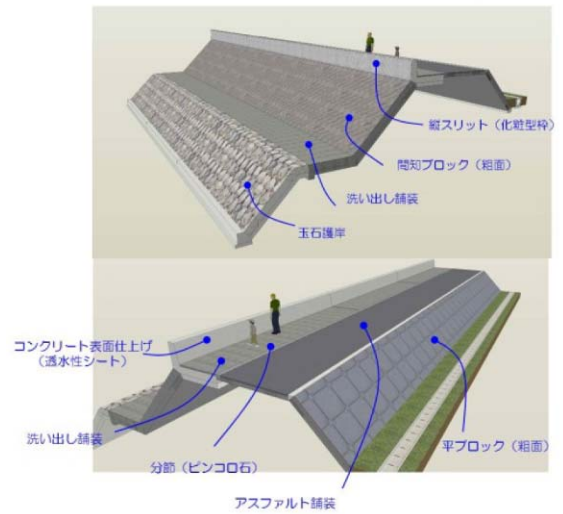 縦スリット（化粧型枠）
間知ブロック（粗面）
洗い出し舗装
玉石護岸
コンクリート表面仕上げ
（透水性シート）
洗い出し舗装
分節（ピンコロ石）
平ブロック（粗面）
アスファルト舗装